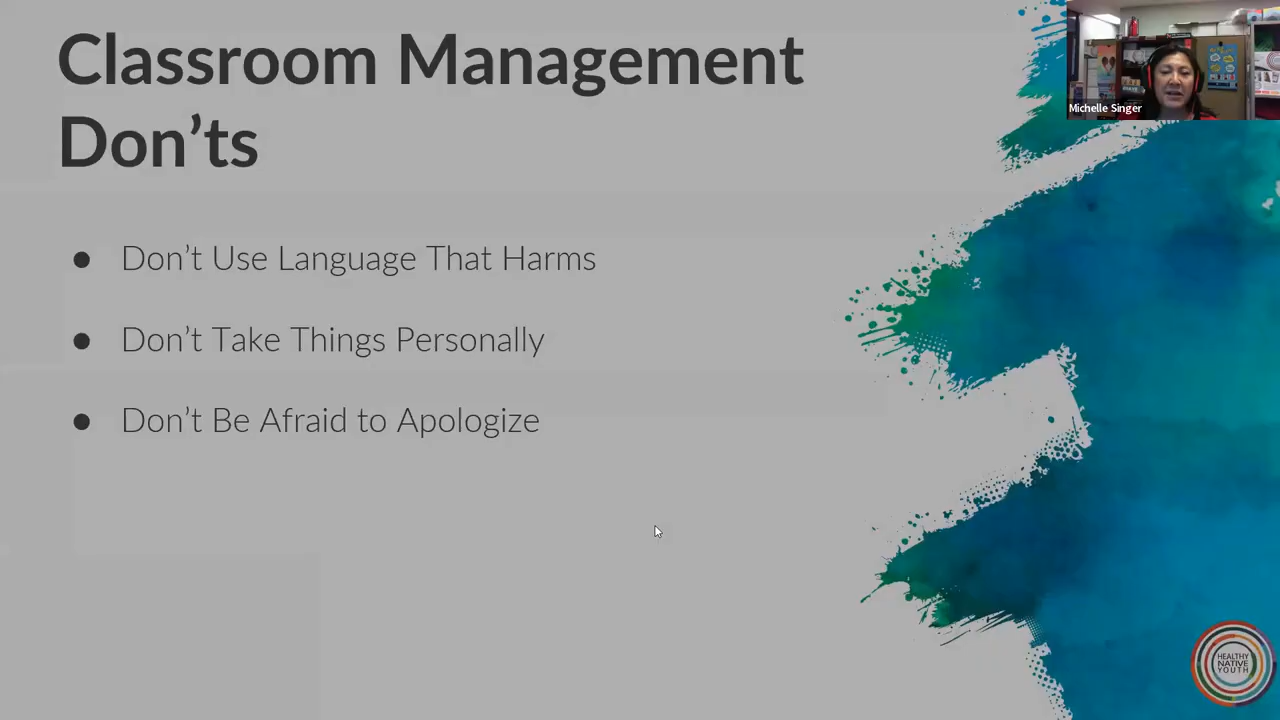 Classroom Management
Don'ts
● Don't Use Language That Harms
● Don't Take Things Personally
● Don't Be Afraid to Apologize
Michelle Singer
HEALTHY
NATIVE
YOUTH